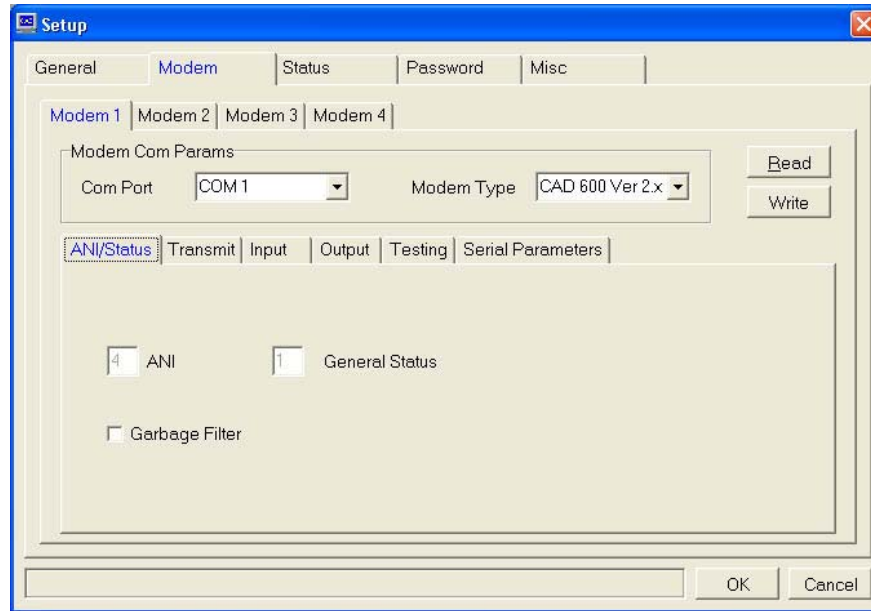 Setup
General Modem Status Password Misc
Modem 1 Modem 2 Modem 3 Modem 4
Modem Com Params
Com Port COM 1 Modem Type CAD 600 Ver 2.x
Read
Write
ANI/Status Transmit Input Output Testing Serial Parameters
4 ANI 1 General Status
Garbage Filter
OK Cancel